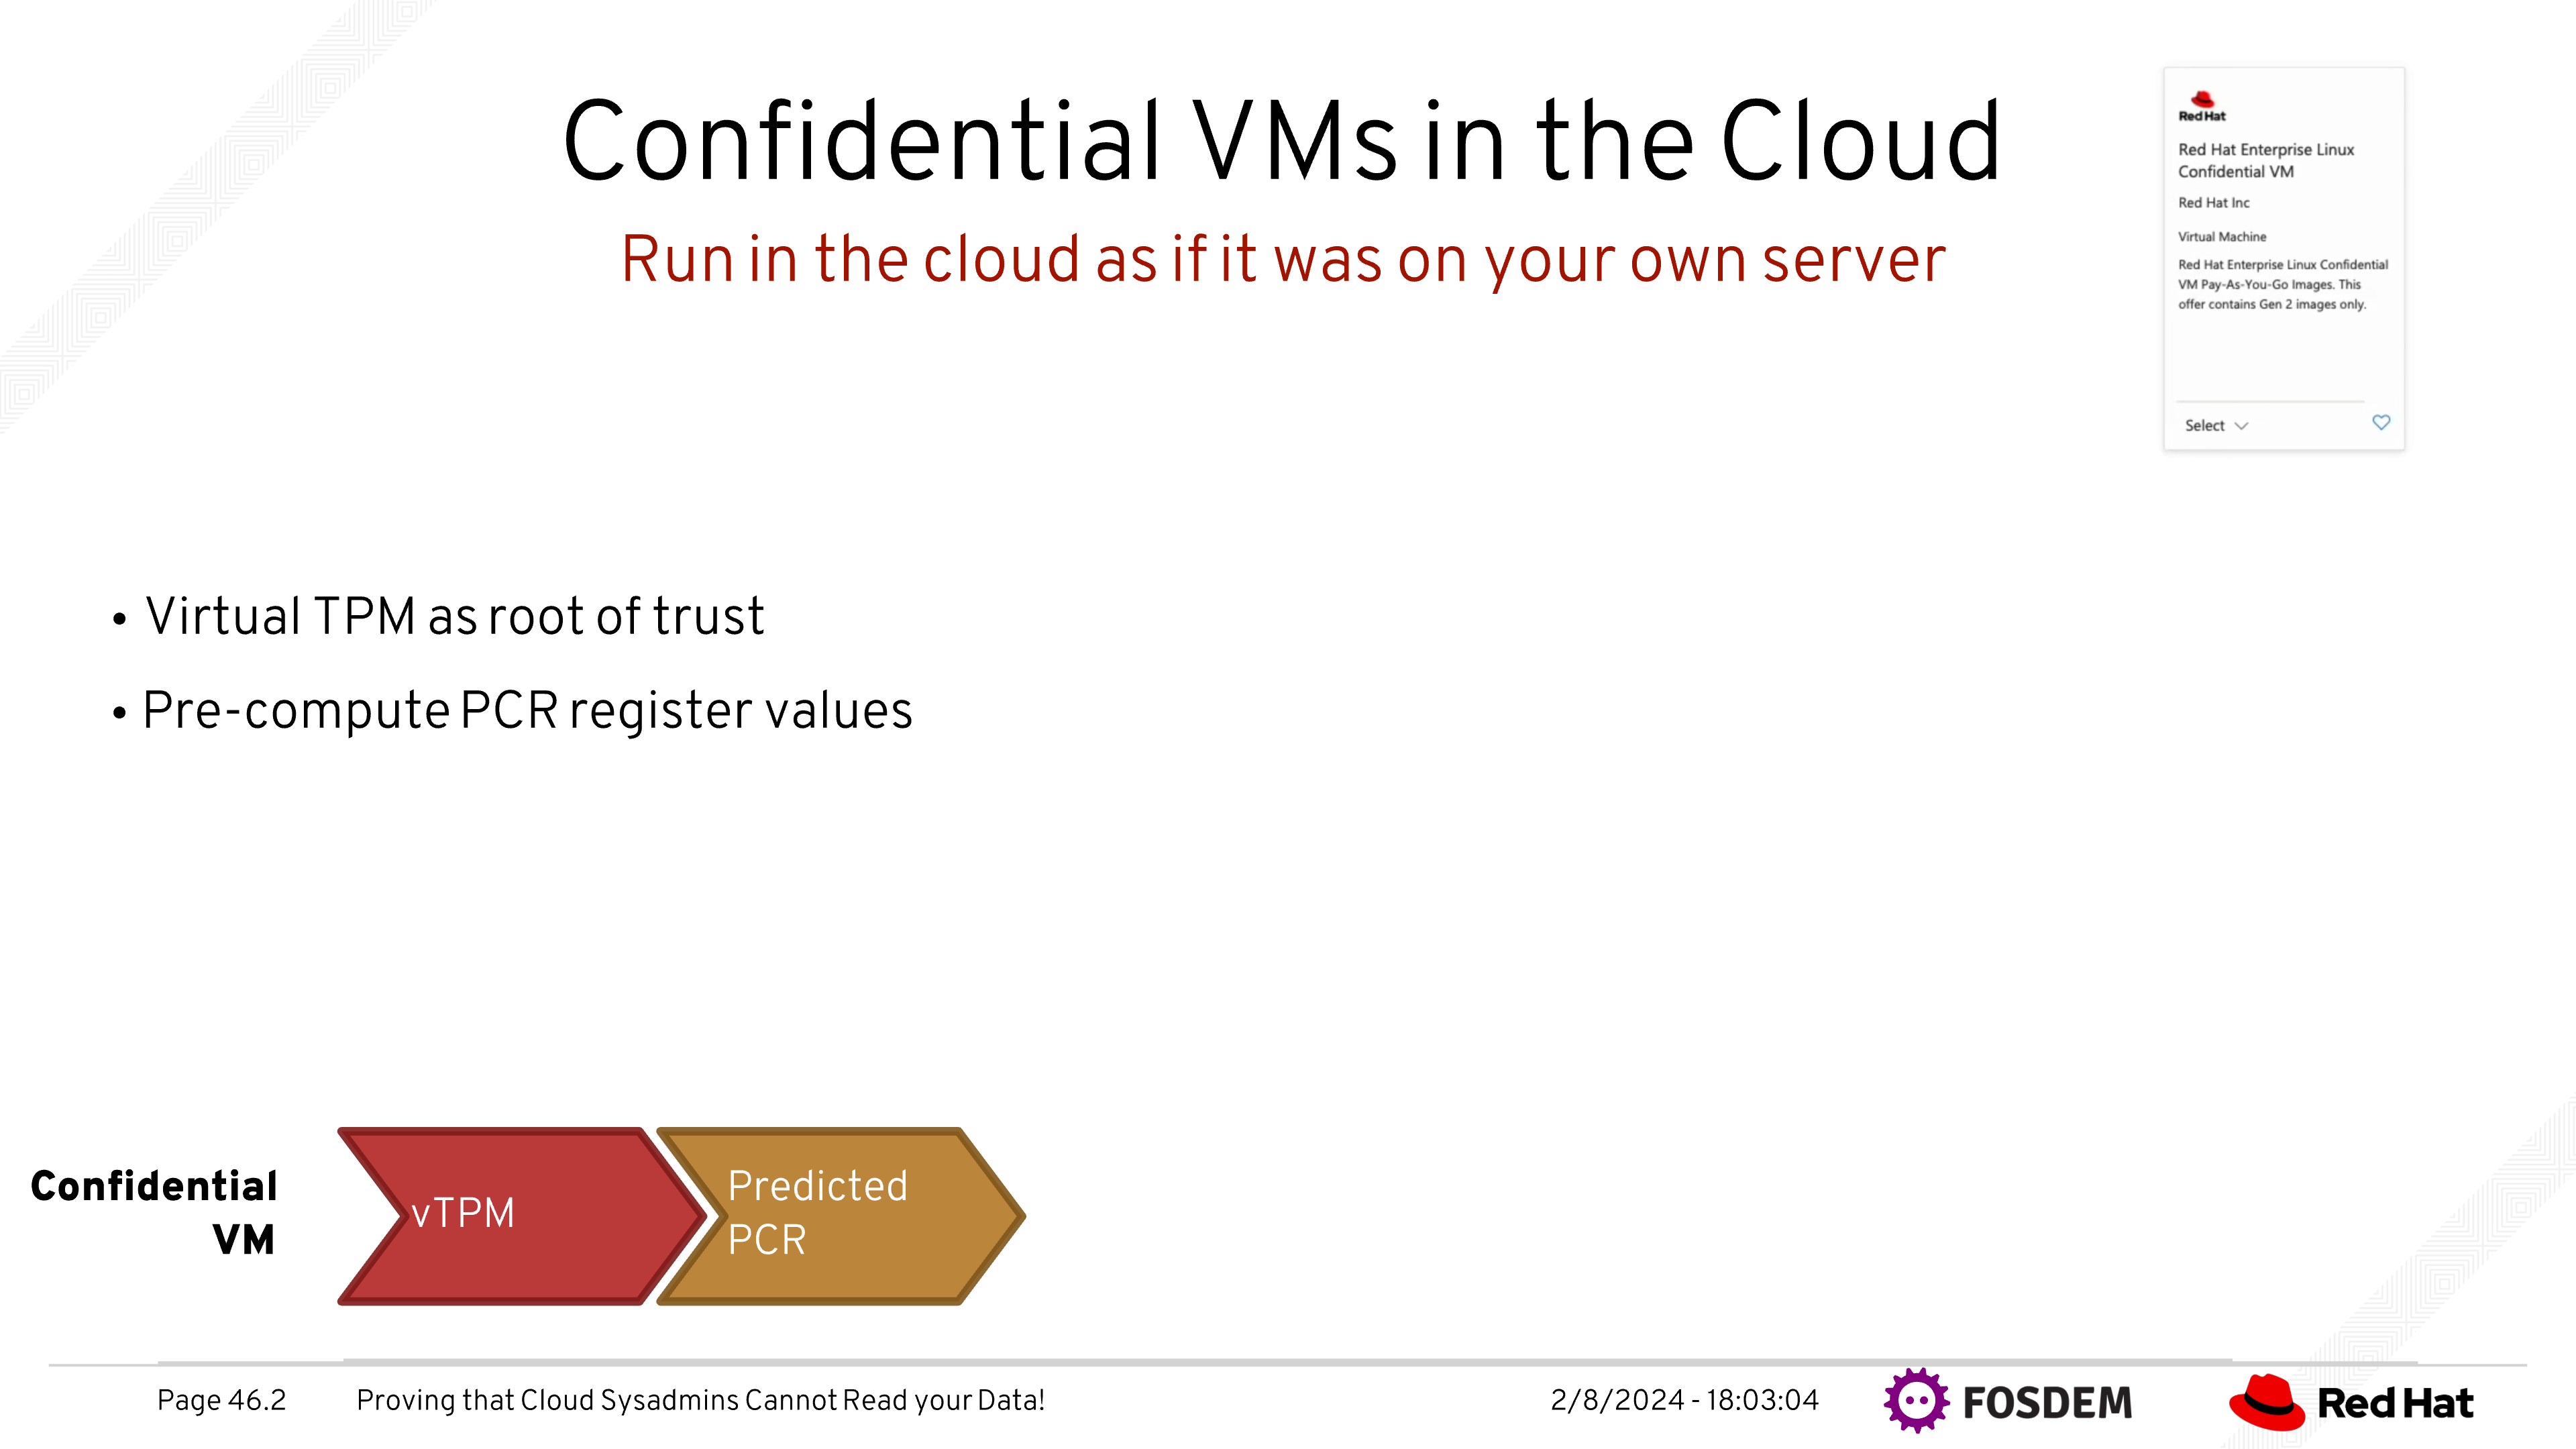 Confidential VMs in the Cloud
Run in the cloud as if it was on your own server
Red Hat
Red Hat Enterprise Linux
Confidential VM
Red Hat Inc
Virtual Machine
Red Hat Enterprise Linux Confidential
VM Pay-As-You-Go Images. This
offer contains Gen 2 images only.
Select
• Virtual TPM as root of trust
• Pre-compute PCR register values
Confidential
VM
vTPM
Predicted
PCR
Page 46.2
Proving that Cloud Sysadmins Cannot Read your Data!
2/8/2024 - 18:03:04
FOSDEM
Red Hat